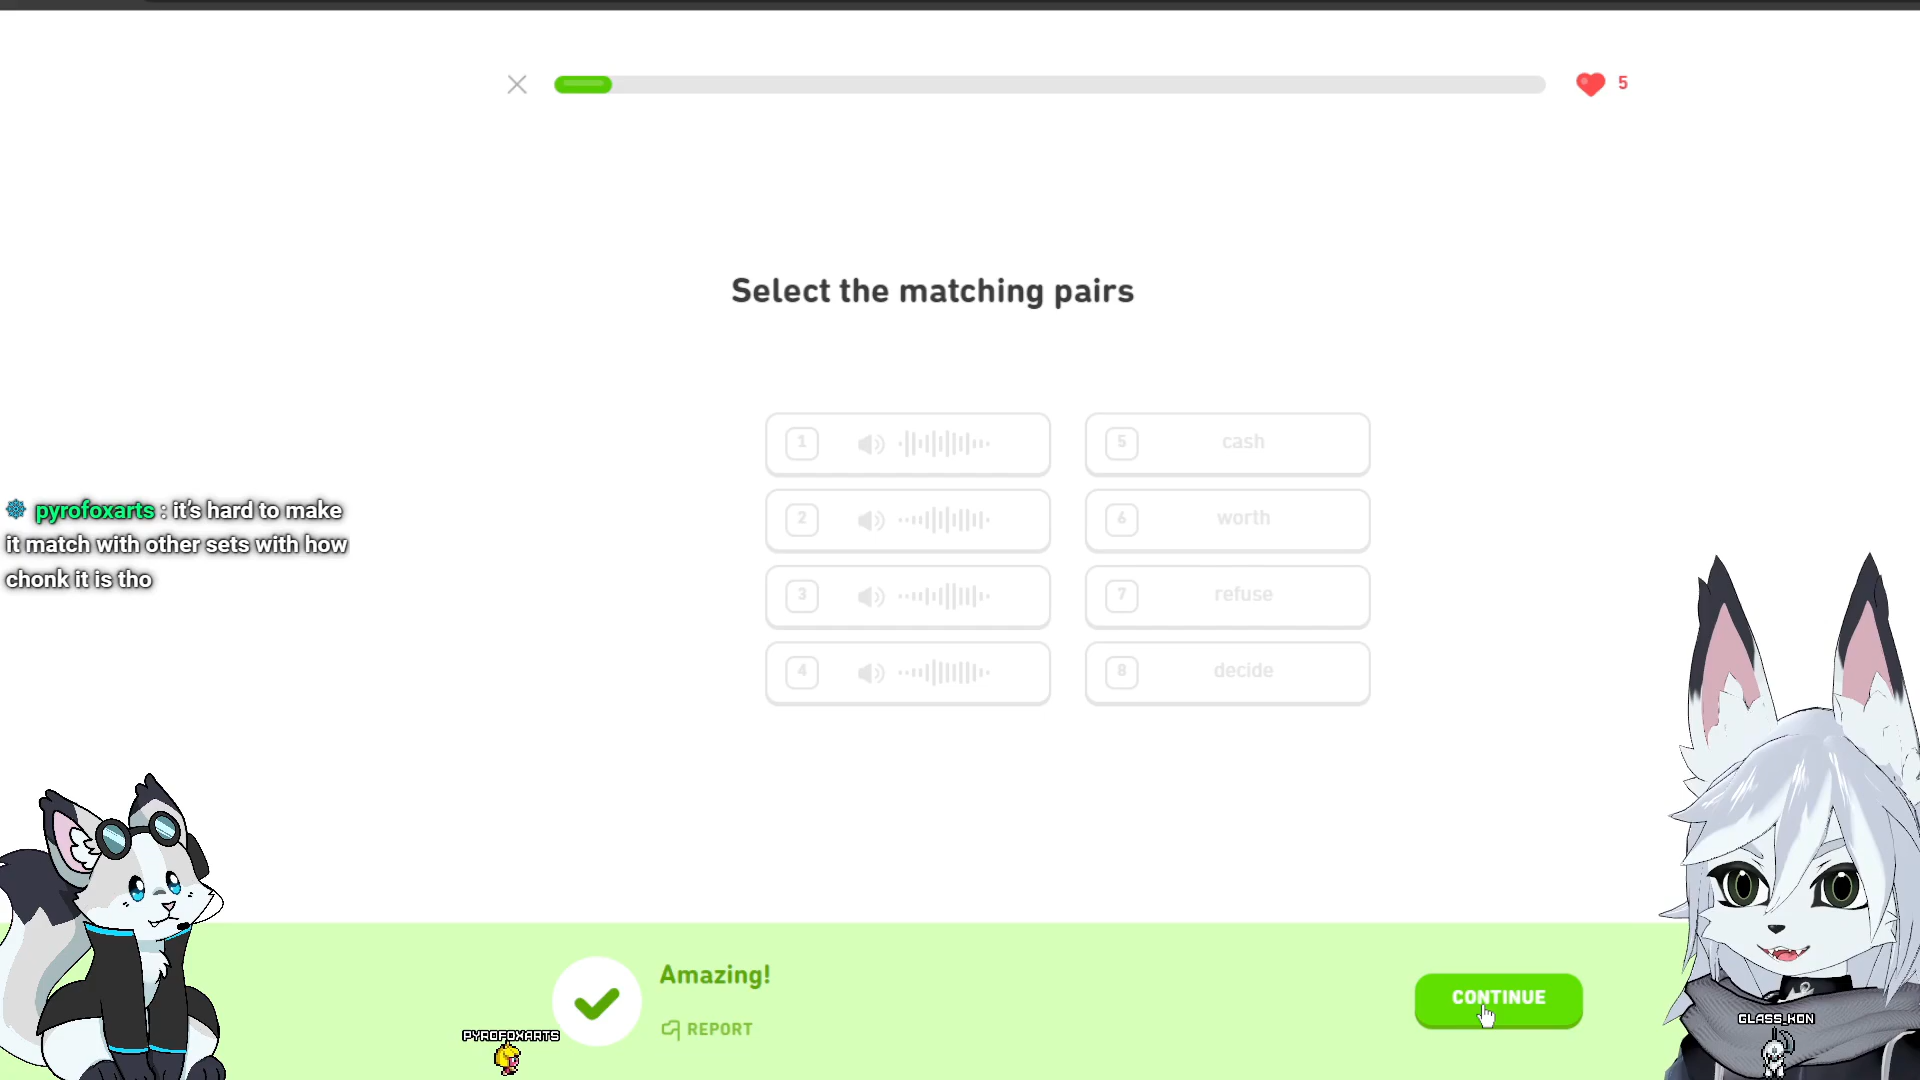 5
Select the matching pairs
1
5 cash
2
6 worth
3
7 refuse
4
8 decide
pyrofoxarts : it's hard to make
it match with other sets with how
chonk it is tho
Amazing!
REPORT
CONTINUE
PYROFOXARTS
GLASS_KON